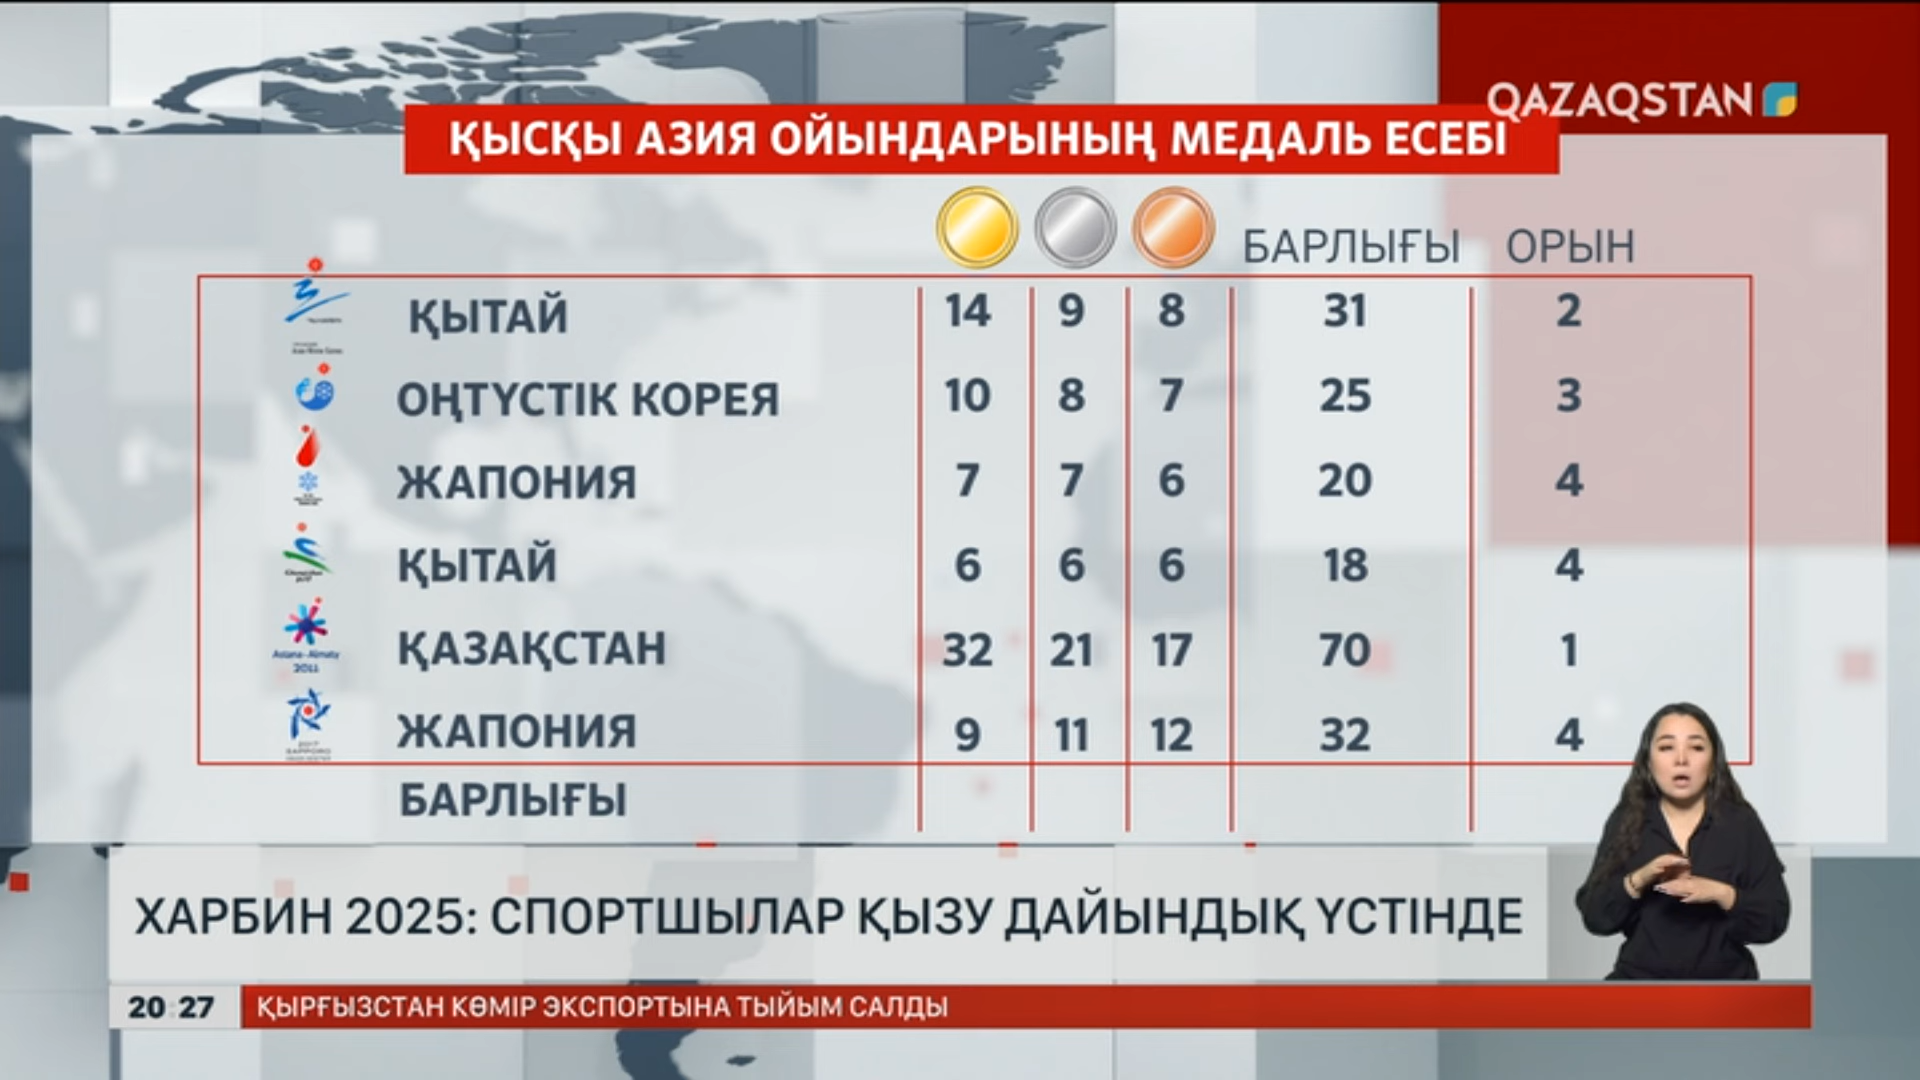 QAZAQSTAN
ҚЫСҚЫ АЗИЯ ОЙЫНДАРЫНЫҢ МЕДАЛЬ ЕСЕБІ
БАРЛЫҒЫ ОРЫН
ҚЫТАЙ 14 9 8 31 2
ОҢТҮСТІК КОРЕЯ 10 8 7 25 3
ЖАПОНИЯ 7 7 6 20 4
ҚЫТАЙ 6 6 6 18 4
Astana-Almaty
2011
ҚАЗАҚСТАН 32 21 17 70 1
2017
SAPPORO
ЖАПОНИЯ 9 11 12 32 4
БАРЛЫҒЫ
ХАРБИН 2025: СПОРТШЫЛАР ҚЫЗУ ДАЙЫНДЫҚ ҮСТІНДЕ
20:27 ҚЫРҒЫЗСТАН КӨМІР ЭКСПОРТЫНА ТЫЙЫМ САЛДЫ